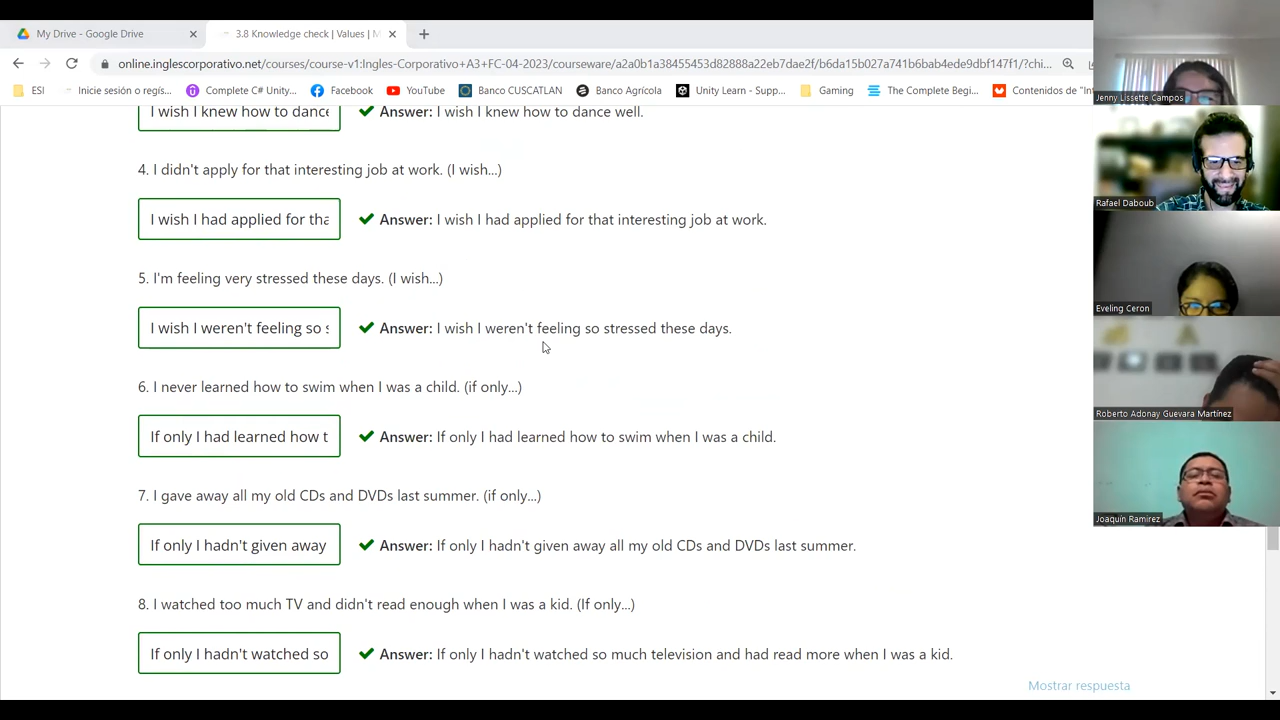 My Drive - Google Drive
3.8 Knowledge check | Values | M
online.inglescorporativo.net/courses/course-v1:Ingles-Corporativo+A3+FC-04-2023/courseware/a2a0b1a38455453d82888a22eb7dae2f/b6da15b027a741b6bab4ede9dbf147f1/?chi...
ESI Inicie sesión o regís... Complete C# Unity... Facebook YouTube Banco CUSCATLAN Banco Agrícola Unity Learn - Supp... Gaming The Complete Begi... Contenidos de "Int
I wish I knew how to dance Answer: I wish I knew how to dance well.
4. I didn't apply for that interesting job at work. (I wish...)
I wish I had applied for tha Answer: I wish I had applied for that interesting job at work.
5. I'm feeling very stressed these days. (I wish...)
I wish I weren't feeling so s Answer: I wish I weren't feeling so stressed these days.
6. I never learned how to swim when I was a child. (if only...)
If only I had learned how t Answer: If only I had learned how to swim when I was a child.
7. I gave away all my old CDs and DVDs last summer. (if only...)
If only I hadn't given away Answer: If only I hadn't given away all my old CDs and DVDs last summer.
8. I watched too much TV and didn't read enough when I was a kid. (If only...)
If only I hadn't watched so Answer: If only I hadn't watched so much television and had read more when I was a kid.
Mostrar respuesta
Jenny Lissette Campos
Rafael Daboub
Eveling Ceron
Roberto Adonay Guevara Martínez
Joaquín Ramirez